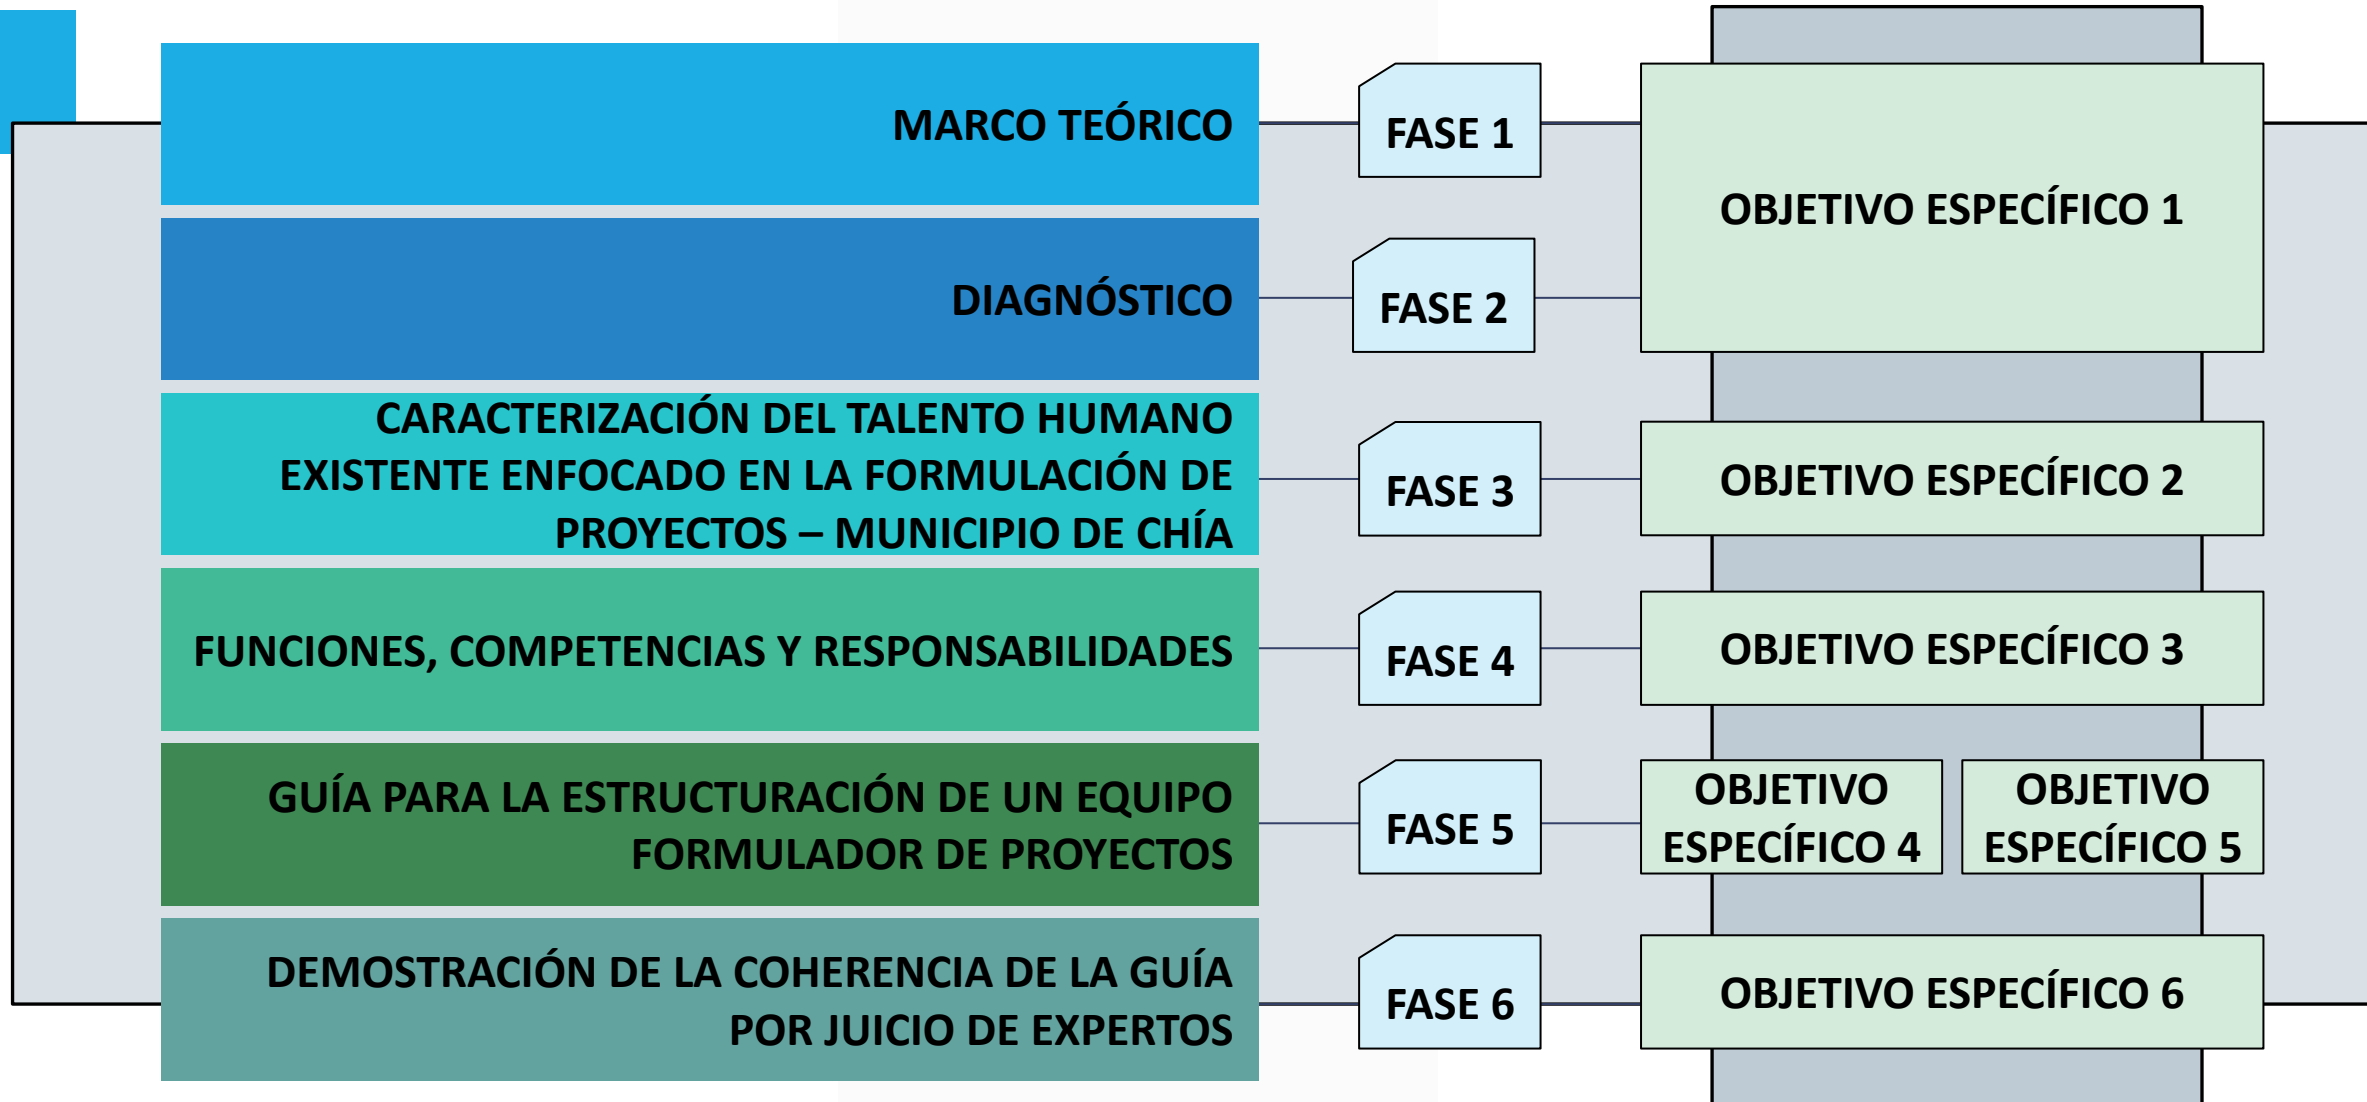 MARCO TEÓRICO
FASE 1
OBJETIVO ESPECÍFICO 1
DIAGNÓSTICO
FASE 2
CARACTERIZACIÓN DEL TALENTO HUMANO
EXISTENTE ENFOCADO EN LA FORMULACIÓN DE
PROYECTOS – MUNICIPIO DE CHÍA
FASE 3
OBJETIVO ESPECÍFICO 2
FUNCIONES, COMPETENCIAS Y RESPONSABILIDADES
FASE 4
OBJETIVO ESPECÍFICO 3
GUÍA PARA LA ESTRUCTURACIÓN DE UN EQUIPO
FORMULADOR DE PROYECTOS
FASE 5
OBJETIVO
ESPECÍFICO 4
OBJETIVO
ESPECÍFICO 5
DEMOSTRACIÓN DE LA COHERENCIA DE LA GUÍA
POR JUICIO DE EXPERTOS
FASE 6
OBJETIVO ESPECÍFICO 6